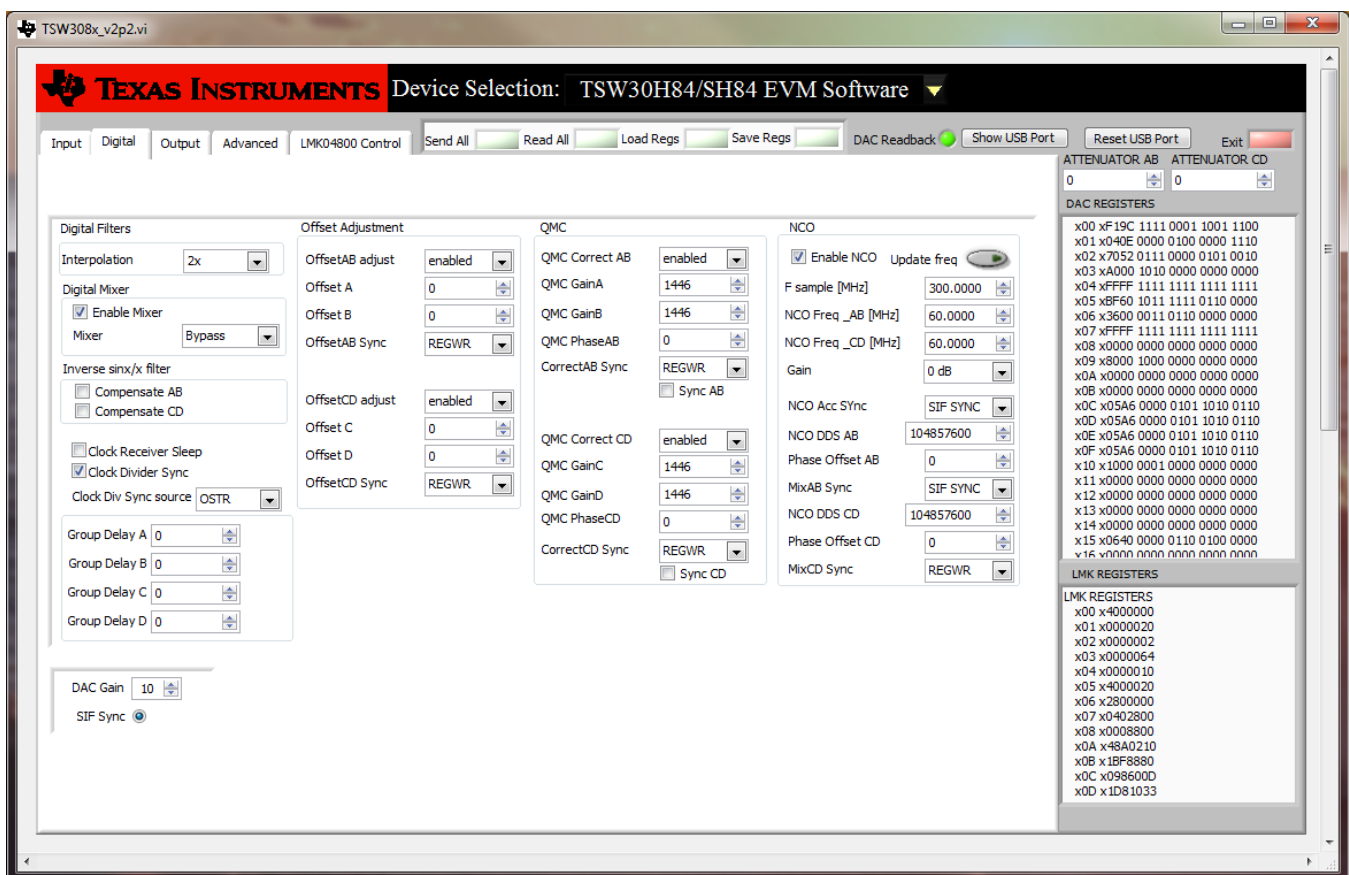 TSW308x_v2p2.vi
TEXAS INSTRUMENTS Device Selection: TSW30H84/SH84 EVM Software
Input Digital Output Advanced LMK04800 Control Send All Read All Load Regs Save Regs DAC Readback Show USB Port Reset USB Port Exit
ATTENUATOR AB ATTENUATOR CD
0 0
Digital Filters
Interpolation 2x
Digital Mixer
Enable Mixer
Mixer Bypass
Inverse sinx/x filter
Compensate AB
Compensate CD
Clock Receiver Sleep
Clock Divider Sync
Clock Div Sync source OSTR
Group Delay A 0
Group Delay B 0
Group Delay C 0
Group Delay D 0
DAC Gain 10
SIF Sync
Offset Adjustment
OffsetAB adjust enabled
Offset A 0
Offset B 0
OffsetAB Sync REGWR
OffsetCD adjust enabled
Offset C 0
Offset D 0
OffsetCD Sync REGWR
QMC
QMC Correct AB enabled
QMC GainA 1446
QMC GainB 1446
QMC PhaseAB 0
CorrectAB Sync REGWR
Sync AB
QMC Correct CD enabled
QMC GainC 1446
QMC GainD 1446
QMC PhaseCD 0
CorrectCD Sync REGWR
Sync CD
NCO
Enable NCO Update freq
F sample [MHz] 300.0000
NCO Freq _AB [MHz] 60.0000
NCO Freq _CD [MHz] 60.0000
Gain 0 dB
NCO Acc SYnc SIF SYNC
NCO DDS AB 104857600
Phase Offset AB 0
MixAB Sync SIF SYNC
NCO DDS CD 104857600
Phase Offset CD 0
MixCD Sync REGWR
DAC REGISTERS
x00 xF19C 1111 0001 1001 1100
x01 x040E 0000 0100 0000 1110
x02 x7052 0111 0000 0101 0010
x03 xA000 1010 0000 0000 0000
x04 xFFFF 1111 1111 1111 1111
x05 xBF60 1011 1111 0110 0000
x06 x3600 0011 0110 0000 0000
x07 xFFFF 1111 1111 1111 1111
x08 x0000 0000 0000 0000 0000
x09 x8000 1000 0000 0000 0000
x0A x0000 0000 0000 0000 0000
x0B x0000 0000 0000 0000 0000
x0C x05A6 0000 0101 1010 0110
x0D x05A6 0000 0101 1010 0110
x0E x05A6 0000 0101 1010 0110
x0F x05A6 0000 0101 1010 0110
x10 x1000 0001 0000 0000 0000
x11 x0000 0000 0000 0000 0000
x12 x0000 0000 0000 0000 0000
x13 x0000 0000 0000 0000 0000
x14 x0000 0000 0000 0000 0000
x15 x0640 0000 0110 0100 0000
x16 x0000 0000 0000 0000 0000
LMK REGISTERS
LMK REGISTERS
x00 x4000000
x01 x0000020
x02 x0000002
x03 x0000064
x04 x0000010
x05 x4000020
x06 x2800000
x07 x0402800
x08 x0008800
x0A x48A0210
x0B x1BF8880
x0C x098600D
x0D x1D81033